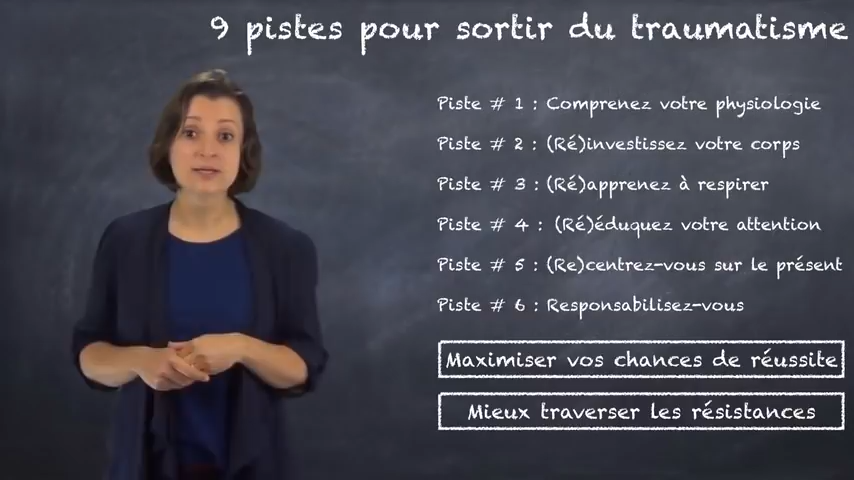 9 pistes pour sortir du traumatisme
Piste # 1 : Comprenez votre physiologie
Piste # 2 : (Ré)investissez votre corps
Piste # 3 : (Ré)apprenez à respirer
Piste # 4 : (Ré)éduquez votre attention
Piste # 5 : (Re)centrez-vous sur le présent
Piste # 6 : Responsabilisez-vous
Maximiser vos chances de réussite
Mieux traverser les résistances